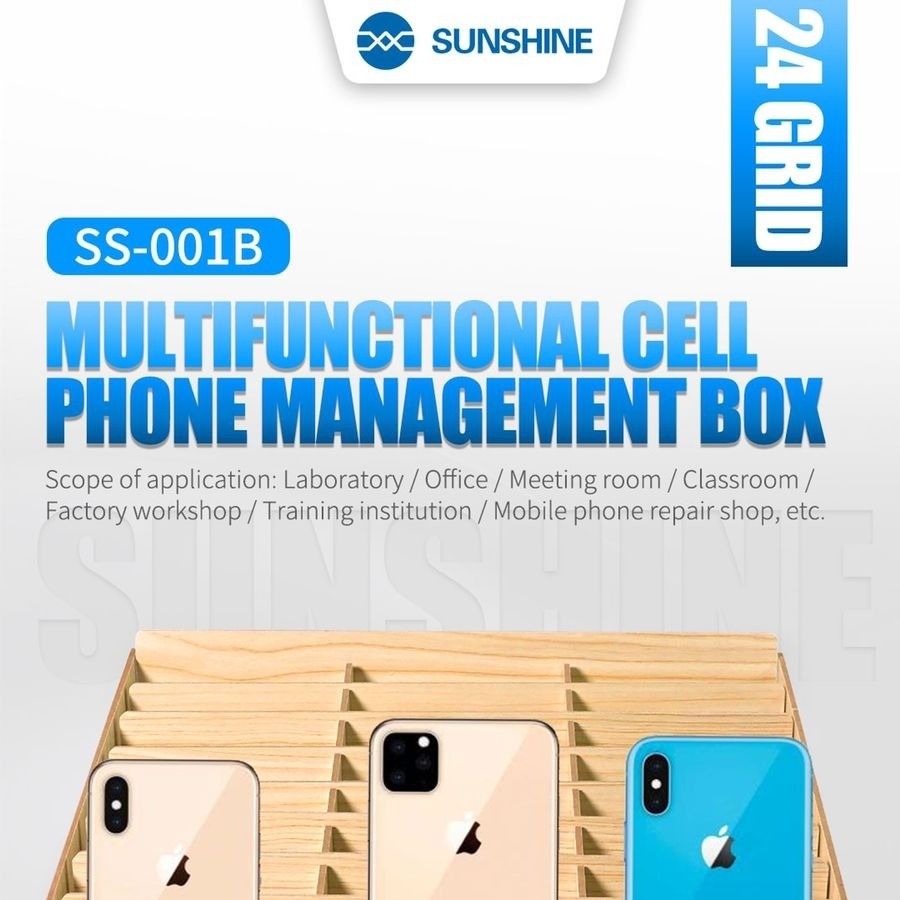 SUNSHINE
24 GRID
SS-001B
MULTIFUNCTIONAL CELL
PHONE MANAGEMENT BOX
Scope of application: Laboratory / Office / Meeting room / Classroom /
Factory workshop / Training institution / Mobile phone repair shop, etc.
SUNSHINE